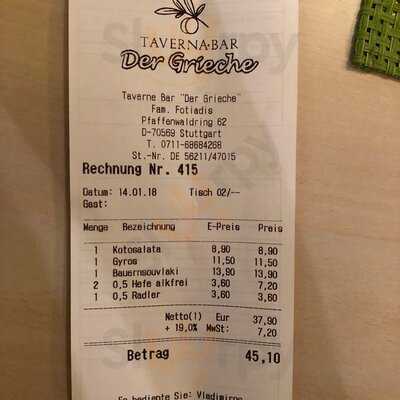 TAVERNA·BAR
Der Grieche
Taverne Bar "Der Grieche"
Fam. Fotiadis
Pfaffenwaldring 62
D-70569 Stuttgart
T. 0711-68684268
St.-Nr. DE 56211/47015
Rechnung Nr. 415
Datum: 14.01.18 Tisch 02/--
Gast:
Menge Bezeichnung E-Preis Preis
1 Kotosalata 8,90 8,90
1 Gyros 11,50 11,50
1 Bauernsouvlaki 13,90 13,90
2 0,5 Hefe alkfrei 3,60 7,20
1 0,5 Radler 3,60 3,60
Netto(1) Eur 37,90
+ 19,0% MwSt: 7,20
Betrag 45,10
Es bediente Sie: Vladimiros